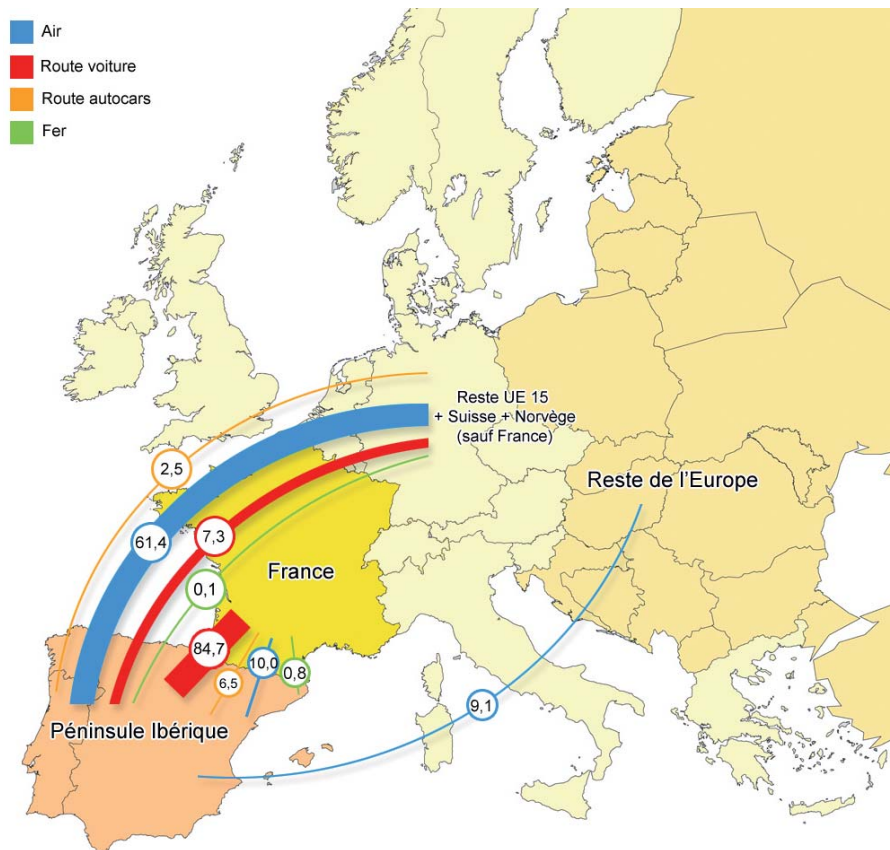 Air
Route voiture
Route autocars
Fer
Reste UE 15
+ Suisse + Norvège
(sauf France)
Reste de l'Europe
2,5
61,4
7,3
France
0,1
84,7
10,0
0,8
6,5
9,1
Péninsule Ibérique